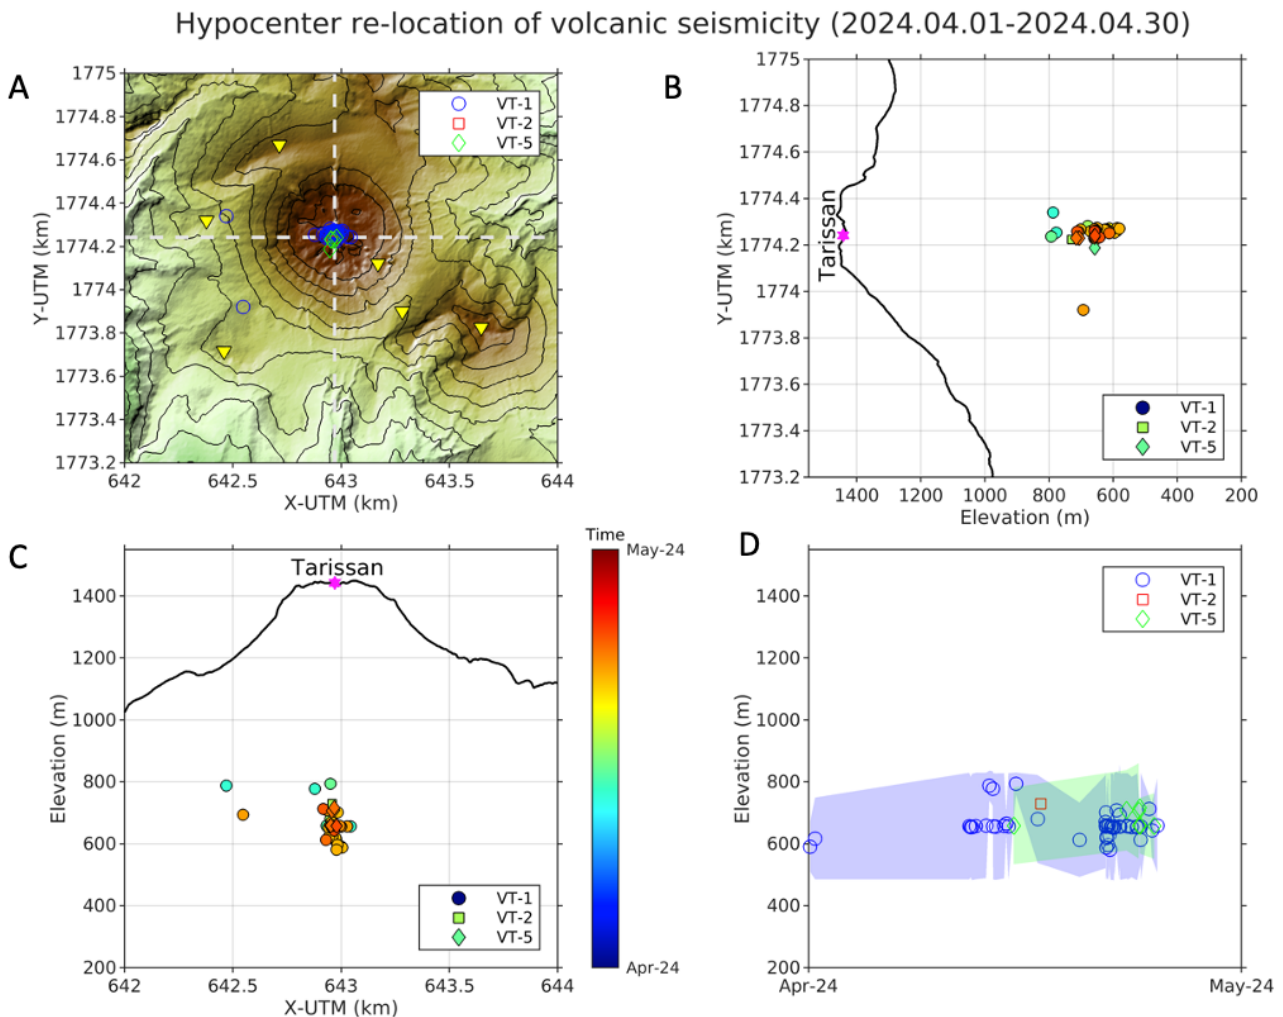 Hypocenter re-location of volcanic seismicity (2024.04.01-2024.04.30)
A
1775
1774.8
1774.6
1774.4
1774.2
1774
1773.8
1773.6
1773.4
1773.2
Y-UTM (km)
VT-1
VT-2
VT-5
642
642.5
643
643.5
644
X-UTM (km)
B
1775
1774.8
1774.6
1774.4
1774.2
1774
1773.8
1773.6
1773.4
1773.2
Y-UTM (km)
Tarissan
VT-1
VT-2
VT-5
1400
1200
1000
800
600
400
200
Elevation (m)
C
1400
1200
1000
800
600
400
200
Elevation (m)
Tarissan
VT-1
VT-2
VT-5
642
642.5
643
643.5
644
X-UTM (km)
Time
May-24
Apr-24
D
1400
1200
1000
800
600
400
200
Elevation (m)
VT-1
VT-2
VT-5
Apr-24
May-24